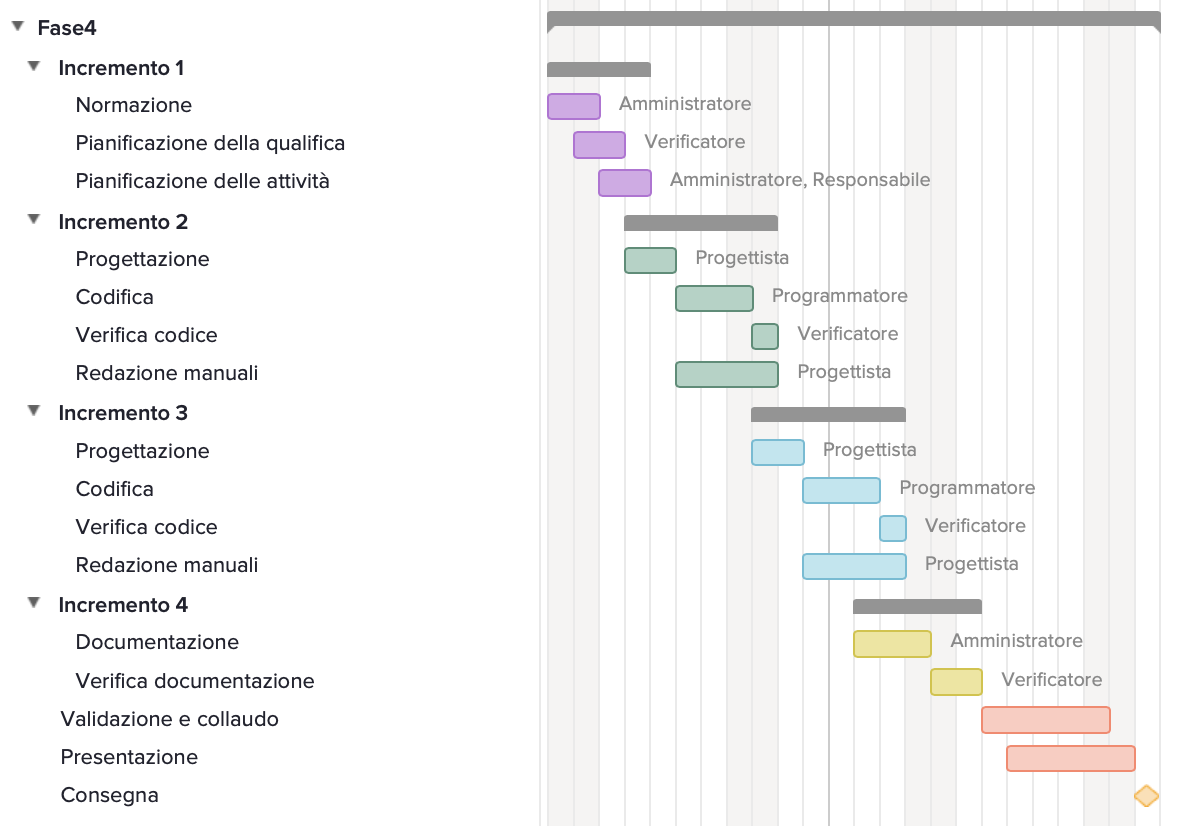 Fase4
Incremento 1
Normazione Amministratore
Pianificazione della qualifica Verificatore
Pianificazione delle attività Amministratore, Responsabile
Incremento 2
Progettazione Progettista
Codifica Programmatore
Verifica codice Verificatore
Redazione manuali Progettista
Incremento 3
Progettazione Progettista
Codifica Programmatore
Verifica codice Verificatore
Redazione manuali Progettista
Incremento 4
Documentazione Amministratore
Verifica documentazione Verificatore
Validazione e collaudo
Presentazione
Consegna